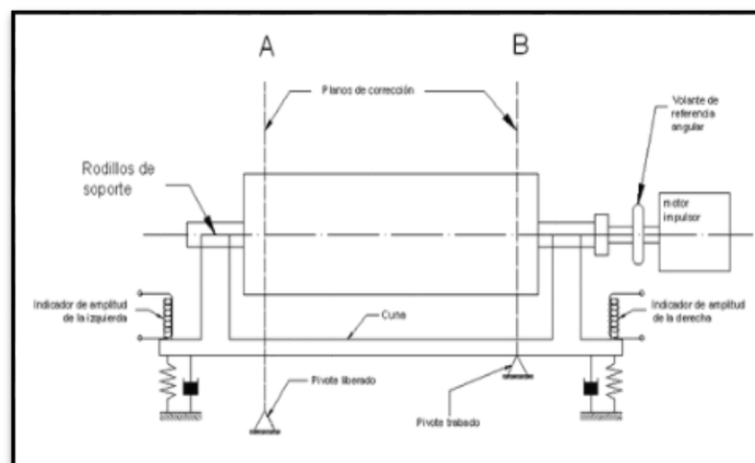 A
B
Planos de corrección
Volante de
referencia
angular
Rodillos de
soporte
motor
impulsor
Indicador de amplitud
de la izquierda
Cuna
Indicador de amplitud
de la derecha
Pivote liberado
Pivote trabado